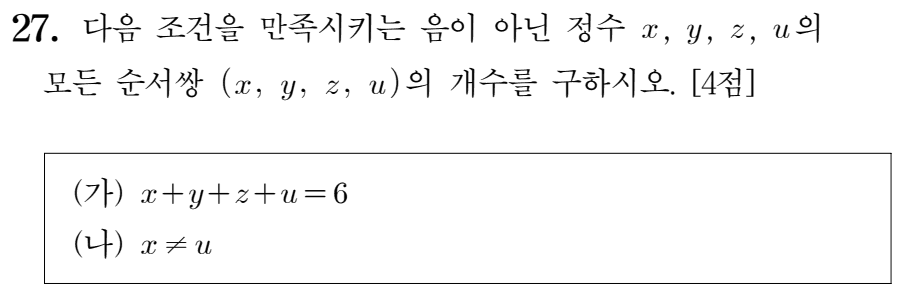 27. 다음 조건을 만족시키는 음이 아닌 정수 x, y, z, u의
모든 순서쌍 (x, y, z, u)의 개수를 구하시오. [4점]
(가) x+y+z+u=6
(나) x≠u